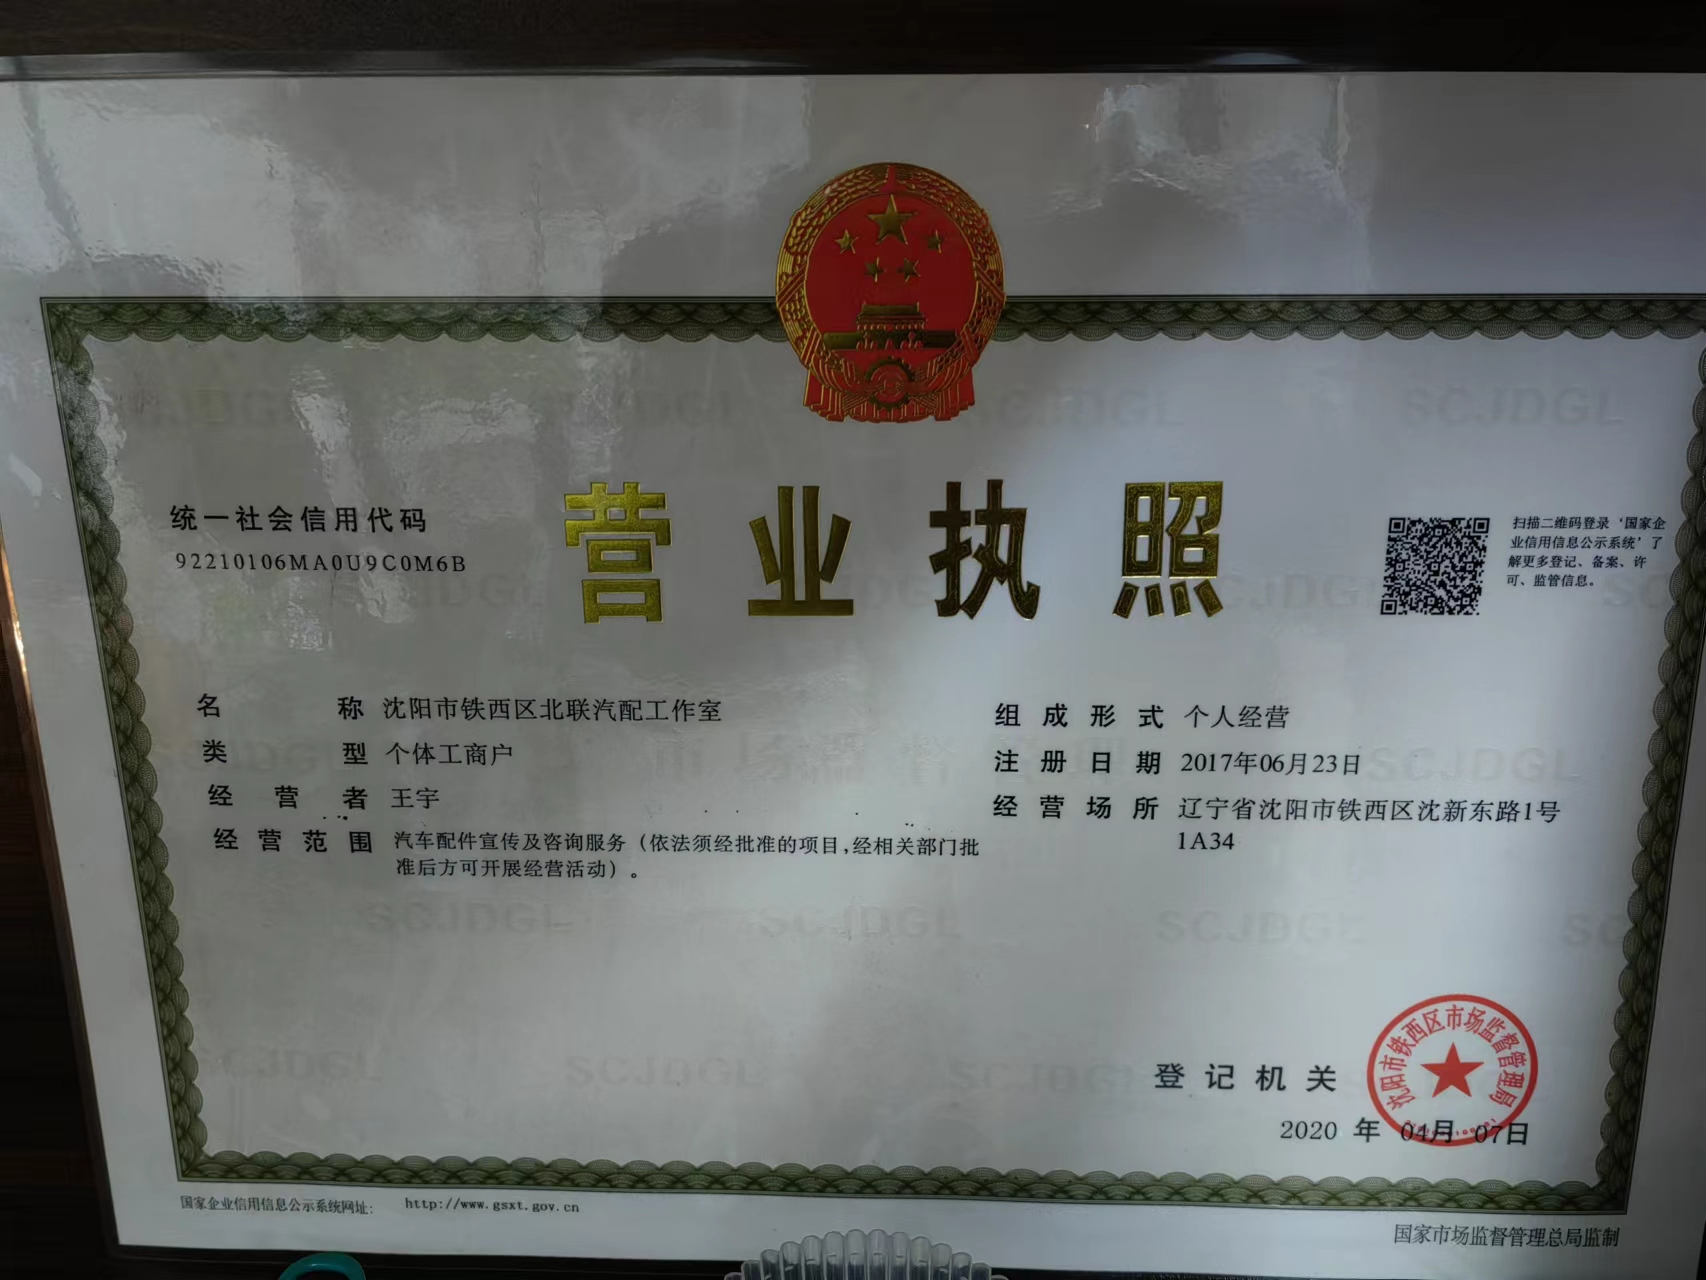 统一社会信用代码
92210106MA0U9C0M6B
营业执照
扫描二维码登录‘国家企
业信用信息公示系统’了
解更多登记、备案、许
可、监管信息。
名称 沈阳市铁西区北联汽配工作室
类型 个体工商户
经营者 王宇
经营范围 汽车配件宣传及咨询服务（依法须经批准的项目,经相关部门批
准后方可开展经营活动）。
组成形式 个人经营
注册日期 2017年06月23日
经营场所 辽宁省沈阳市铁西区沈新东路1号
1A34
登记机关
沈阳市铁西区市场监督管理局
2020 年 04月 07日
国家企业信用信息公示系统网址: http://www.gsxt.gov.cn
国家市场监督管理总局监制
SCJDGL